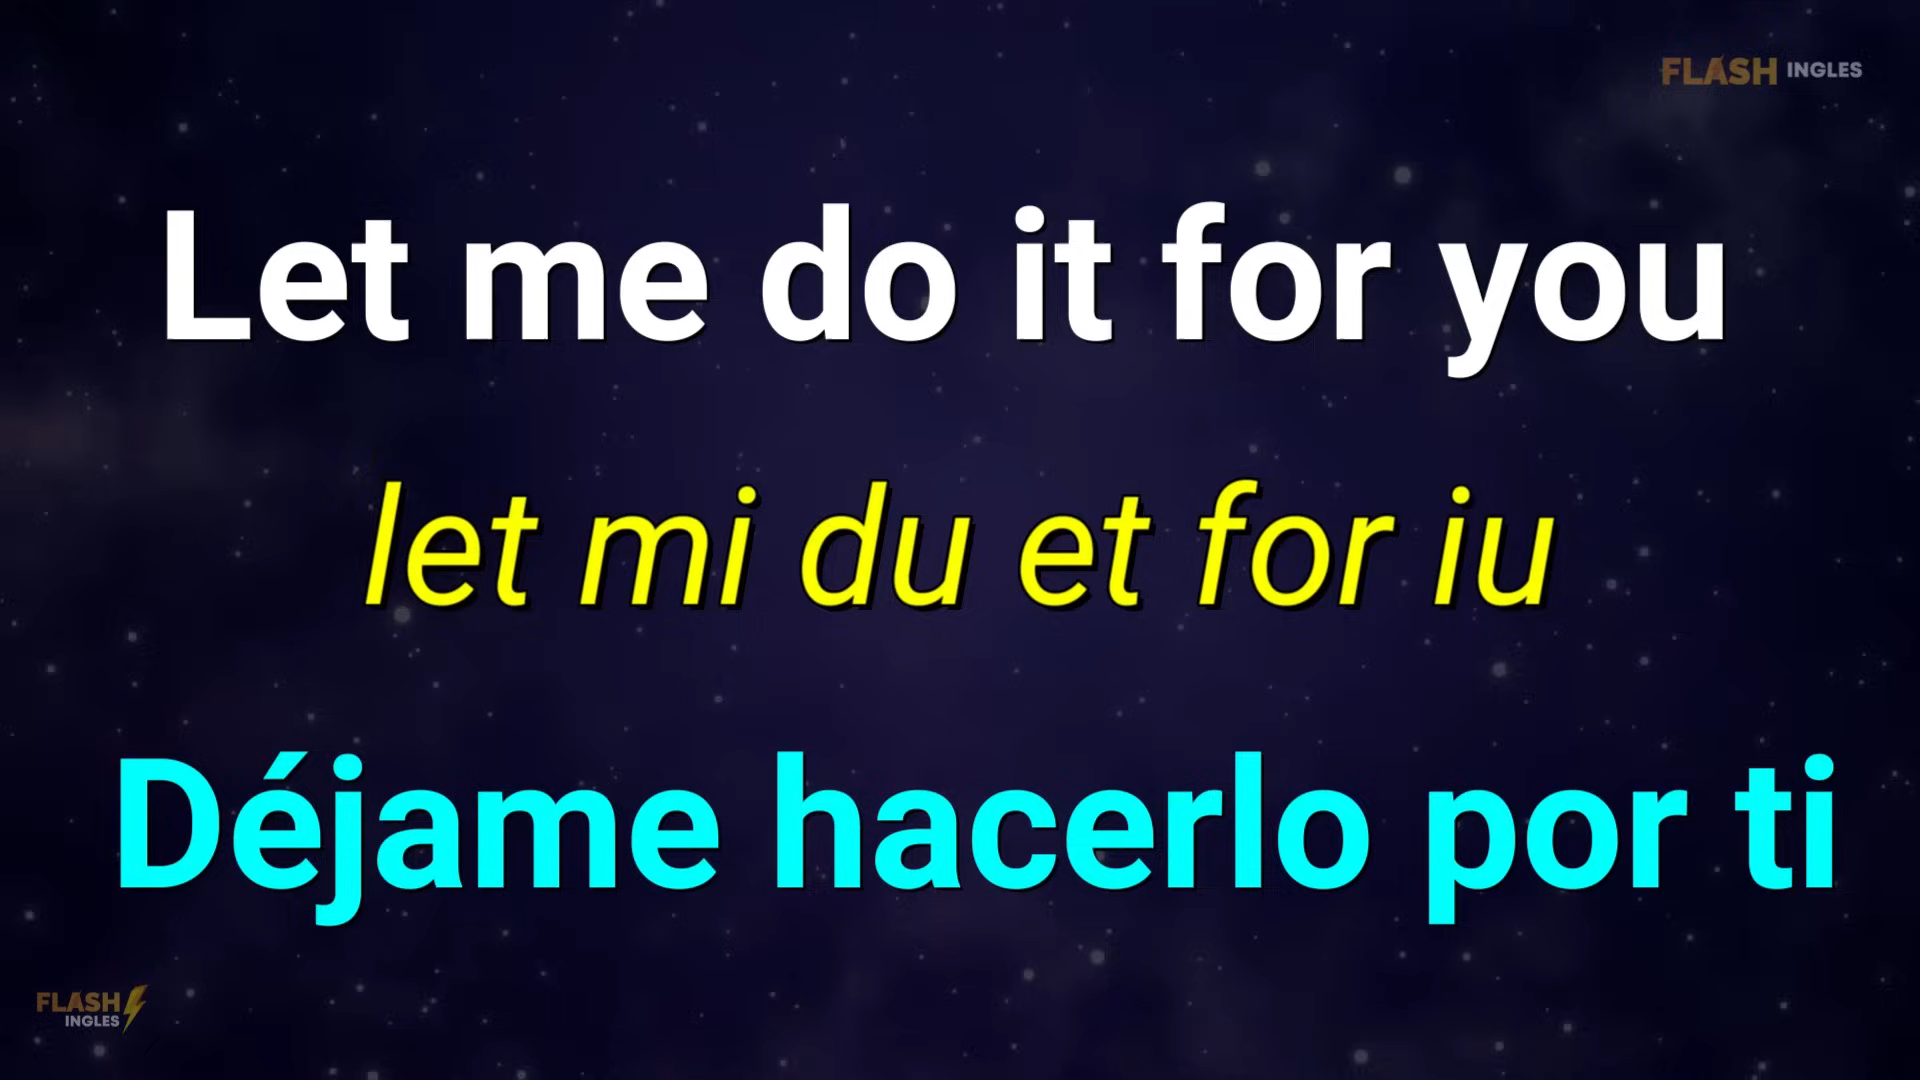 FLASH INGLES
Let me do it for you
let mi du et for iu
Déjame hacerlo por ti
FLASH
INGLES